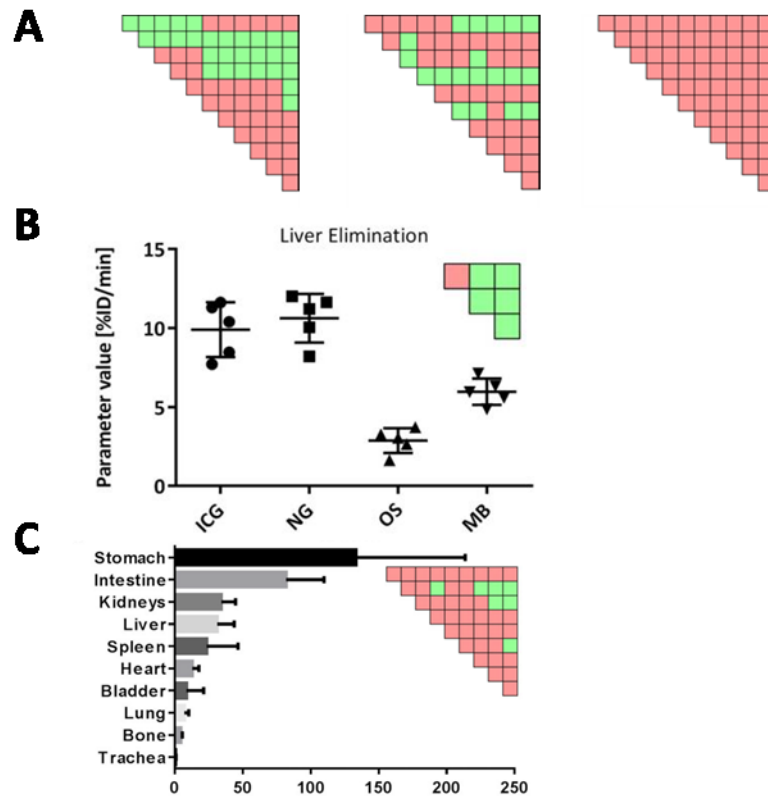 A
B
Liver Elimination
Parameter value [%ID/min]
15
10
5
0
ICG
NG
OS
MB
C
Stomach
Intestine
Kidneys
Liver
Spleen
Heart
Bladder
Lung
Bone
Trachea
0 50 100 150 200 250